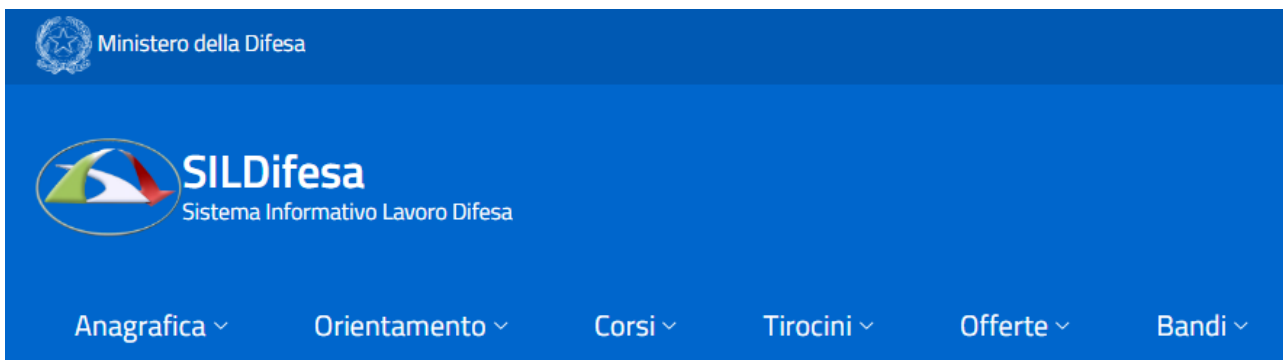 Ministero della Difesa
SILDifesa
Sistema Informativo Lavoro Difesa
Anagrafica Orientamento Corsi Tirocini Offerte Bandi